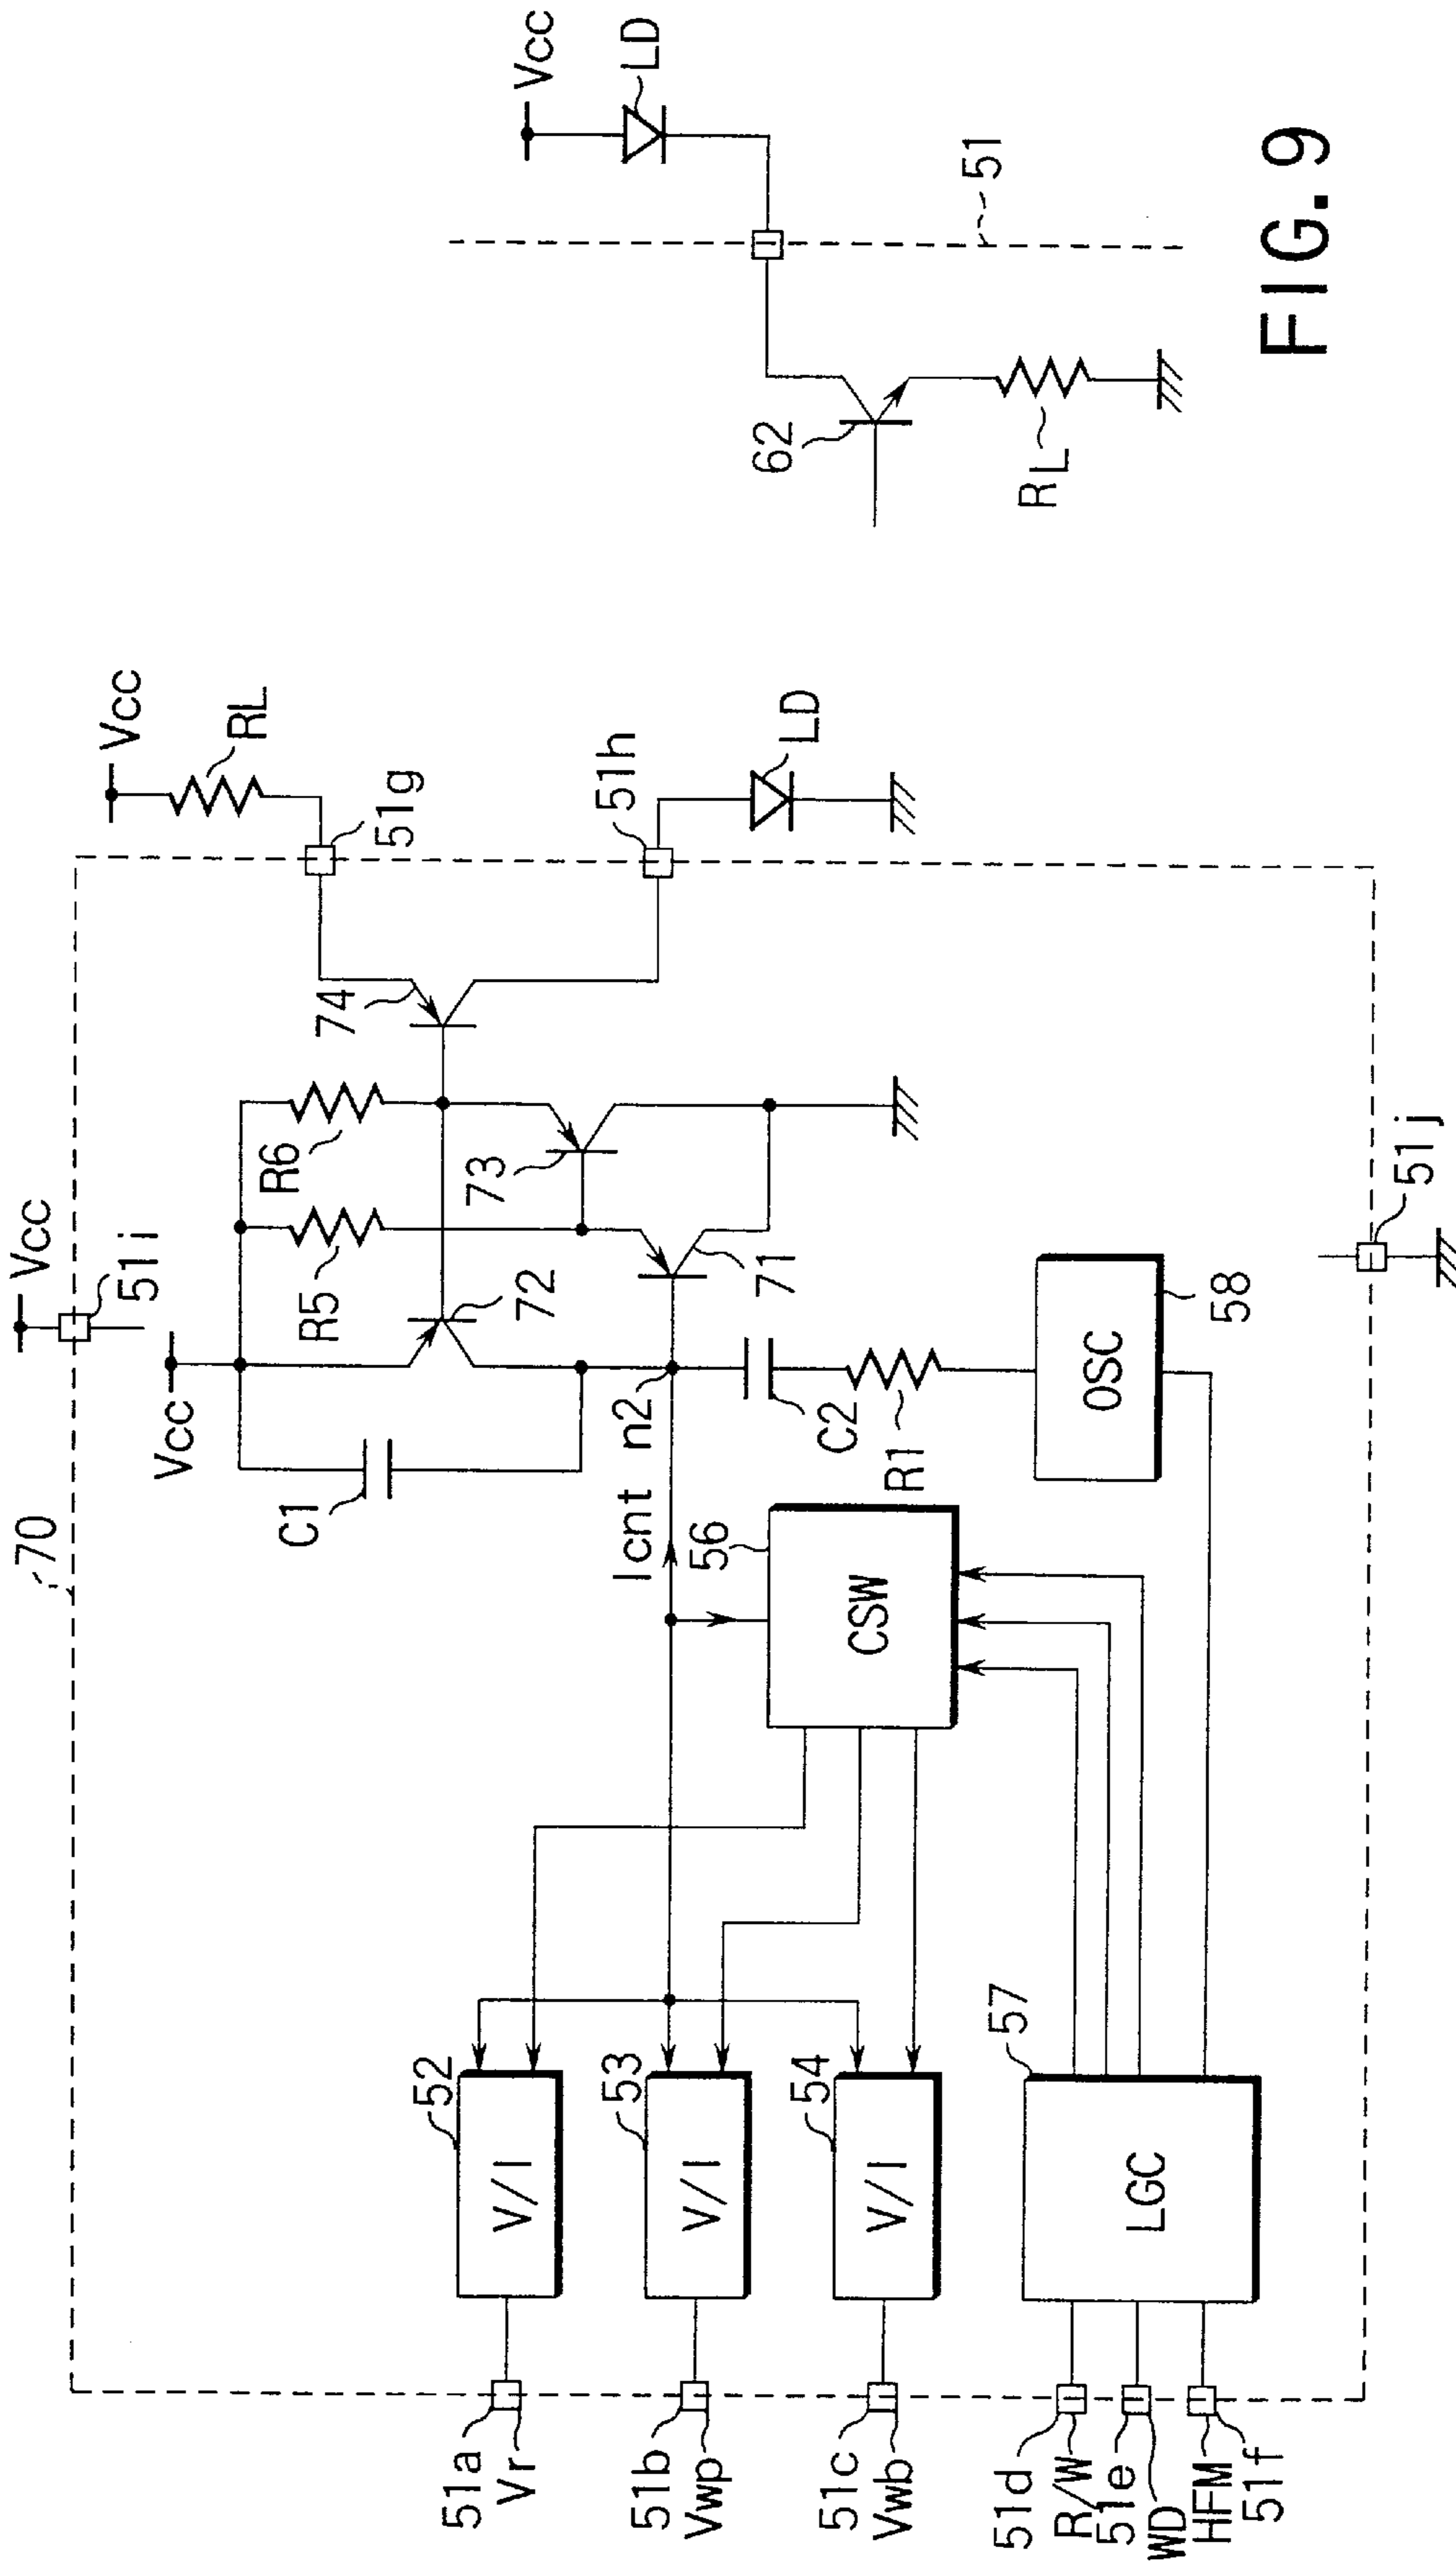 70
Vcc
51i
Vcc
C1
R5
R6
72
73
74
71
Vcc
RL
51g
51h
LD
Icnt
n2
C2
R1
OSC
58
56
CSW
52
V/I
53
V/I
54
V/I
57
LGC
51a
Vr
51b
Vwp
51c
Vwb
51d
R/W
51e
WD
HFM
51f
51j
Vcc
LD
51
62
RL
FIG. 9